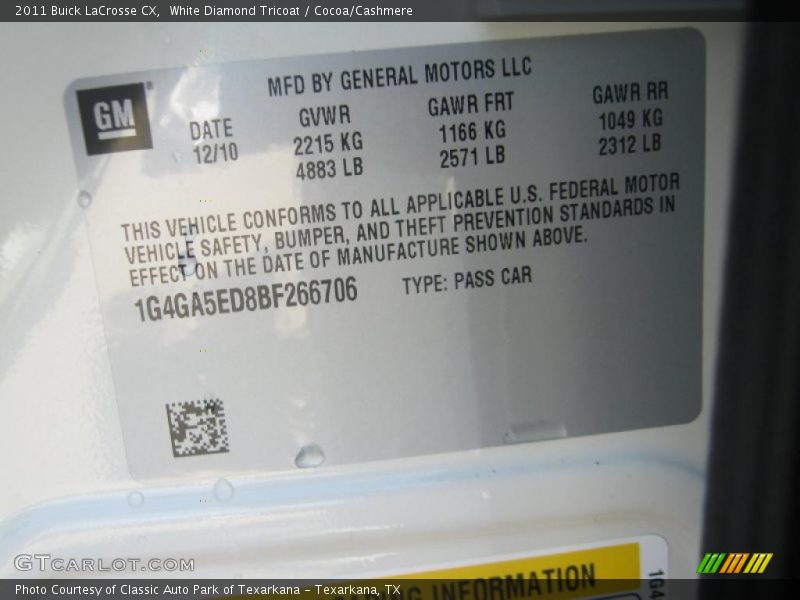 2011 Buick LaCrosse CX,  White Diamond Tricoat / Cocoa/Cashmere
GM
MFD BY GENERAL MOTORS LLC
DATE GVWR GAWR FRT GAWR RR
12/10 2215 KG 1166 KG 1049 KG
4883 LB 2571 LB 2312 LB
THIS VEHICLE CONFORMS TO ALL APPLICABLE U.S. FEDERAL MOTOR
VEHICLE SAFETY, BUMPER, AND THEFT PREVENTION STANDARDS IN
EFFECT ON THE DATE OF MANUFACTURE SHOWN ABOVE.
1G4GA5ED8BF266706 TYPE: PASS CAR
INFORMATION
1G4
GTCARLOT.COM
Photo Courtesy of Classic Auto Park of Texarkana – Texarkana, TX